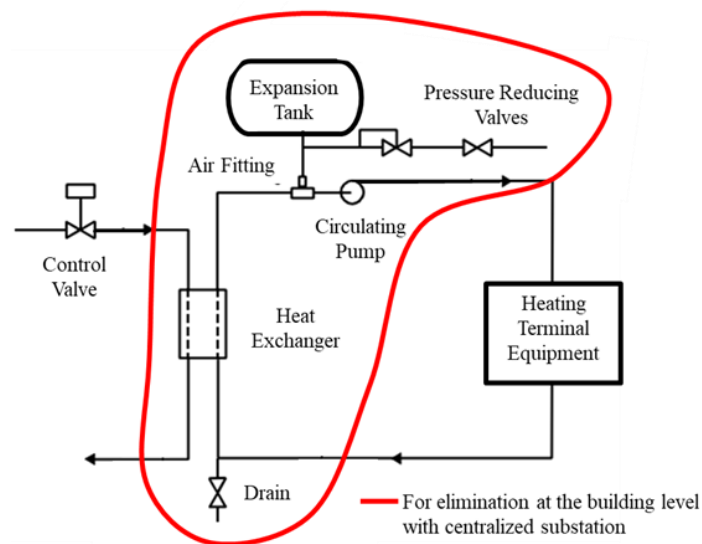 Expansion
Tank
Pressure Reducing
Valves
Air Fitting
Circulating
Pump
Control
Valve
Heat
Exchanger
Heating
Terminal
Equipment
Drain
For elimination at the building level
with centralized substation